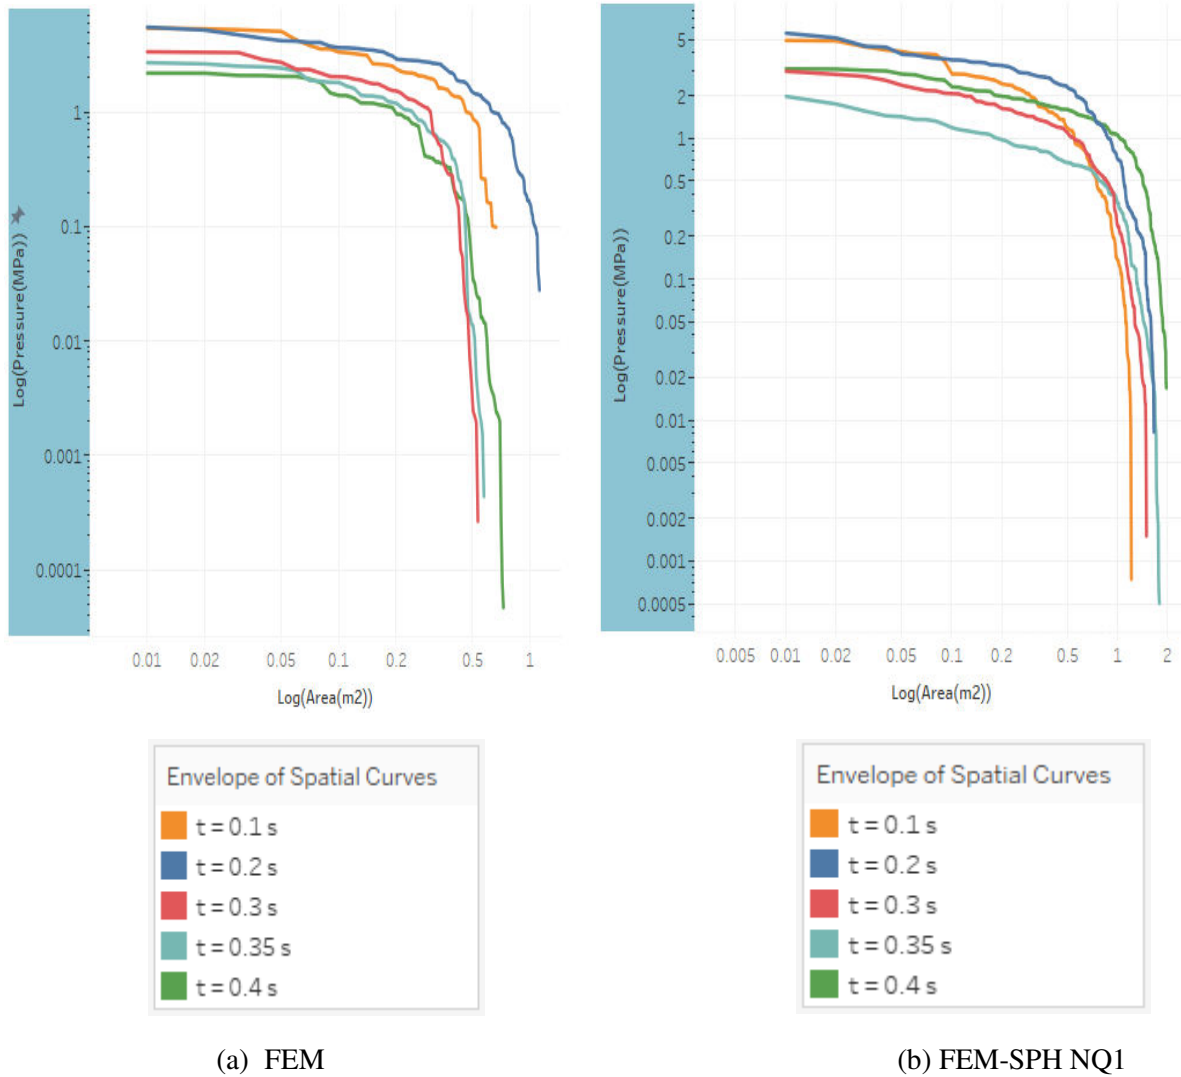 Log(Pressure(MPa))
1
0.1
0.01
0.001
0.0001
0.01 0.02 0.05 0.1 0.2 0.5 1
Log(Area(m2))
Envelope of Spatial Curves
t = 0.1 s
t = 0.2 s
t = 0.3 s
t = 0.35 s
t = 0.4 s
(a) FEM
Log(Pressure(MPa))
5
2
1
0.5
0.2
0.1
0.05
0.02
0.01
0.005
0.002
0.001
0.0005
0.005 0.01 0.02 0.05 0.1 0.2 0.5 1 2
Log(Area(m2))
Envelope of Spatial Curves
t = 0.1 s
t = 0.2 s
t = 0.3 s
t = 0.35 s
t = 0.4 s
(b) FEM-SPH NQ1